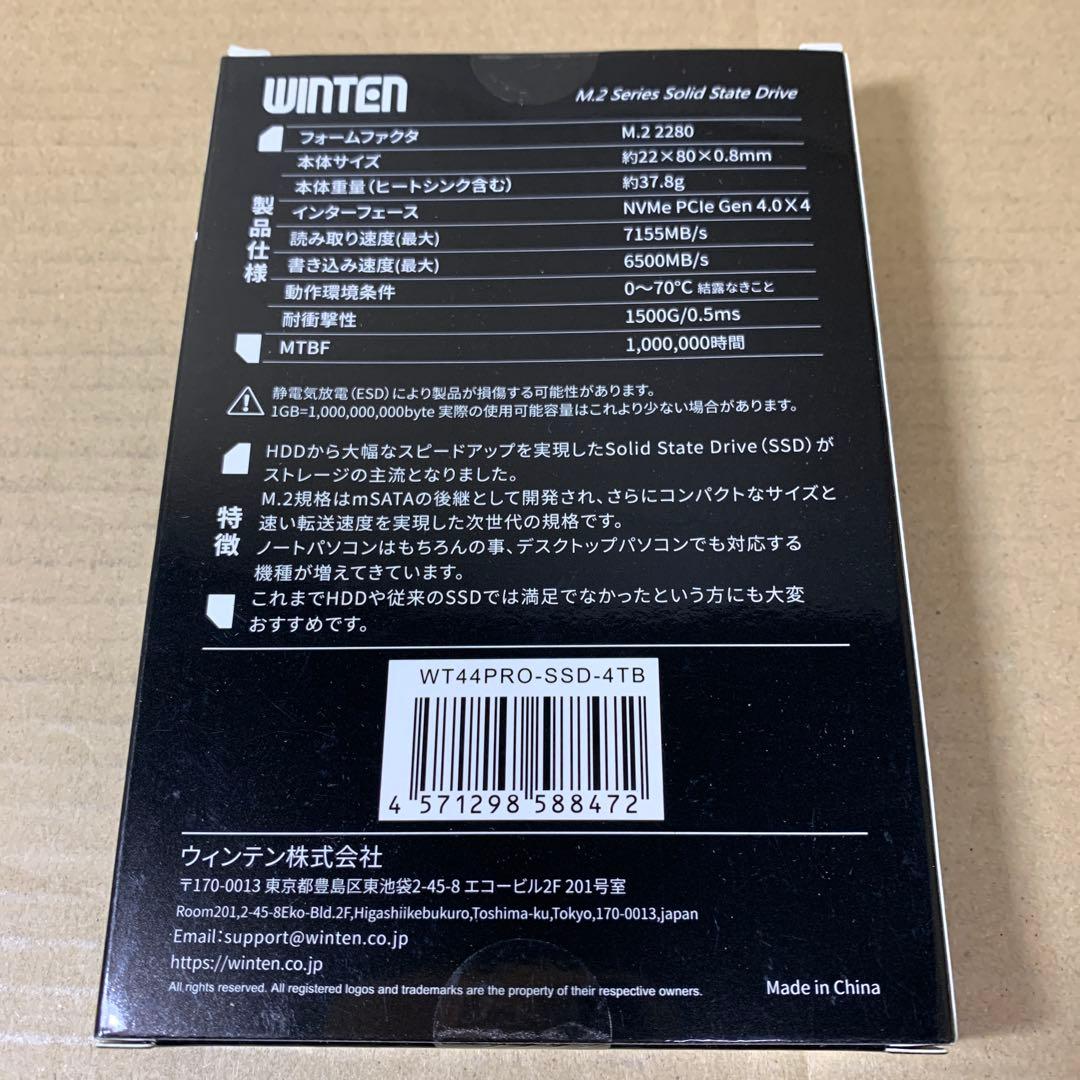 WINTEN
M.2 Series Solid State Drive
製品仕様
フォームファクタ M.2 2280
本体サイズ 約22×80×0.8mm
本体重量(ヒートシンク含む) 約37.8g
インターフェース NVMe PCIe Gen 4.0×4
読み取り速度(最大) 7155MB/s
書き込み速度(最大) 6500MB/s
動作環境条件 0〜70℃ 結露なきこと
耐衝撃性 1500G/0.5ms
MTBF 1,000,000時間
静電気放電(ESD)により製品が損傷する可能性があります。
1GB=1,000,000,000byte 実際の使用可能容量はこれより少ない場合があります。
特徴
HDDから大幅なスピードアップを実現したSolid State Drive(SSD)が
ストレージの主流となりました。
M.2規格はmSATAの後継として開発され、さらにコンパクトなサイズと
速い転送速度を実現した次世代の規格です。
ノートパソコンはもちろんの事、デスクトップパソコンでも対応する
機種が増えてきています。
これまでHDDや従来のSSDでは満足でなかったという方にも大変
おすすめです。
WT44PRO-SSD-4TB
4 571298 588472
ウィンテン株式会社
〒170-0013 東京都豊島区東池袋2-45-8 エコービル2F 201号室
Room201,2-45-8Eko-Bld.2F,Higashiikebukuro,Toshima-ku,Tokyo,170-0013,japan
Email:support@winten.co.jp
https://winten.co.jp
All rights reserved. All registered logos and trademarks are the property of their respective owners.
Made in China